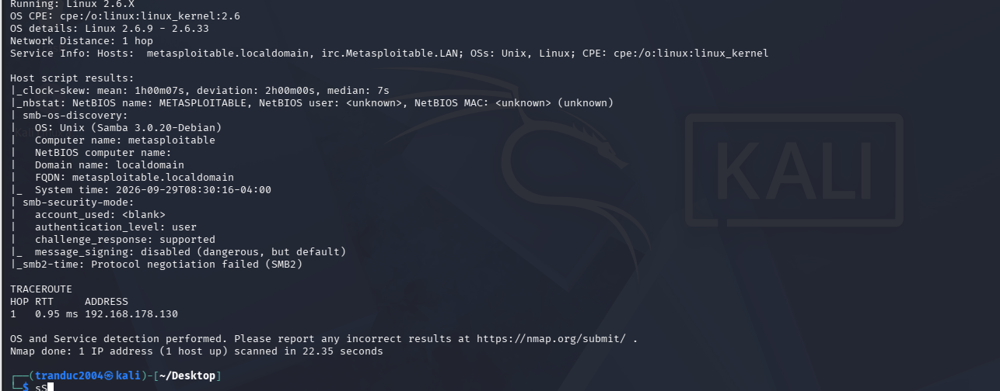 Running: Linux 2.6.X
OS CPE: cpe:/o:linux:linux_kernel:2.6
OS details: Linux 2.6.9 - 2.6.33
Network Distance: 1 hop
Service Info: Hosts:  metasploitable.localdomain, irc.Metasploitable.LAN; OSs: Unix, Linux; CPE: cpe:/o:linux:linux_kernel

Host script results:
|_clock-skew: mean: 1h00m07s, deviation: 2h00m00s, median: 7s
|_nbstat: NetBIOS name: METASPLOITABLE, NetBIOS user: <unknown>, NetBIOS MAC: <unknown> (unknown)
| smb-os-discovery:
|   OS: Unix (Samba 3.0.20-Debian)
|   Computer name: metasploitable
|   NetBIOS computer name:
|   Domain name: localdomain
|   FQDN: metasploitable.localdomain
|_  System time: 2026-09-29T08:30:16-04:00
| smb-security-mode:
|   account_used: <blank>
|   authentication_level: user
|   challenge_response: supported
|_  message_signing: disabled (dangerous, but default)
|_smb2-time: Protocol negotiation failed (SMB2)

TRACEROUTE
HOP RTT     ADDRESS
1   0.95 ms 192.168.178.130

OS and Service detection performed. Please report any incorrect results at https://nmap.org/submit/ .
Nmap done: 1 IP address (1 host up) scanned in 22.35 seconds

┌──(tranduc2004㉿kali)-[~/Desktop]
└─$ sS
KALI